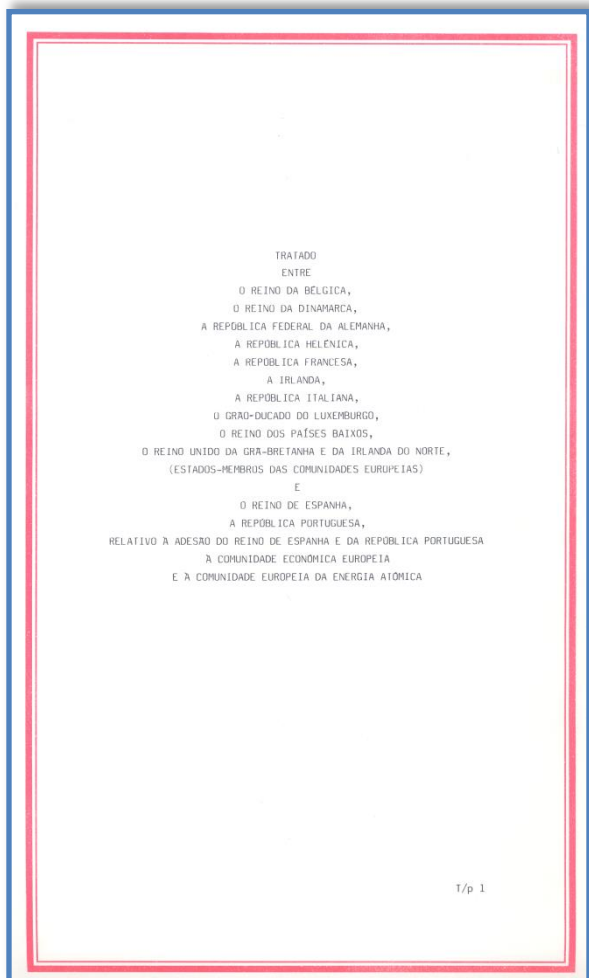 TRATADO
ENTRE
O REINO DA BÉLGICA,
O REINO DA DINAMARCA,
A REPÚBLICA FEDERAL DA ALEMANHA,
A REPÚBLICA HELÉNICA,
A REPÚBLICA FRANCESA,
A IRLANDA,
A REPÚBLICA ITALIANA,
O GRÃO-DUCADO DO LUXEMBURGO,
O REINO DOS PAÍSES BAIXOS,
O REINO UNIDO DA GRÃ-BRETANHA E DA IRLANDA DO NORTE,
(ESTADOS-MEMBROS DAS COMUNIDADES EUROPEIAS)
E
O REINO DE ESPANHA,
A REPÚBLICA PORTUGUESA,
RELATIVO À ADESÃO DO REINO DE ESPANHA E DA REPÚBLICA PORTUGUESA
À COMUNIDADE ECONÓMICA EUROPEIA
E À COMUNIDADE EUROPEIA DA ENERGIA ATÓMICA
T/p 1